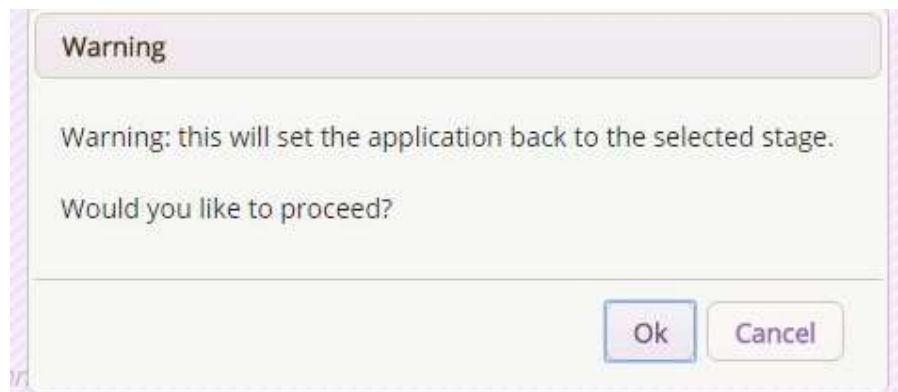 Warning
Warning: this will set the application back to the selected stage.
Would you like to proceed?
Ok
Cancel